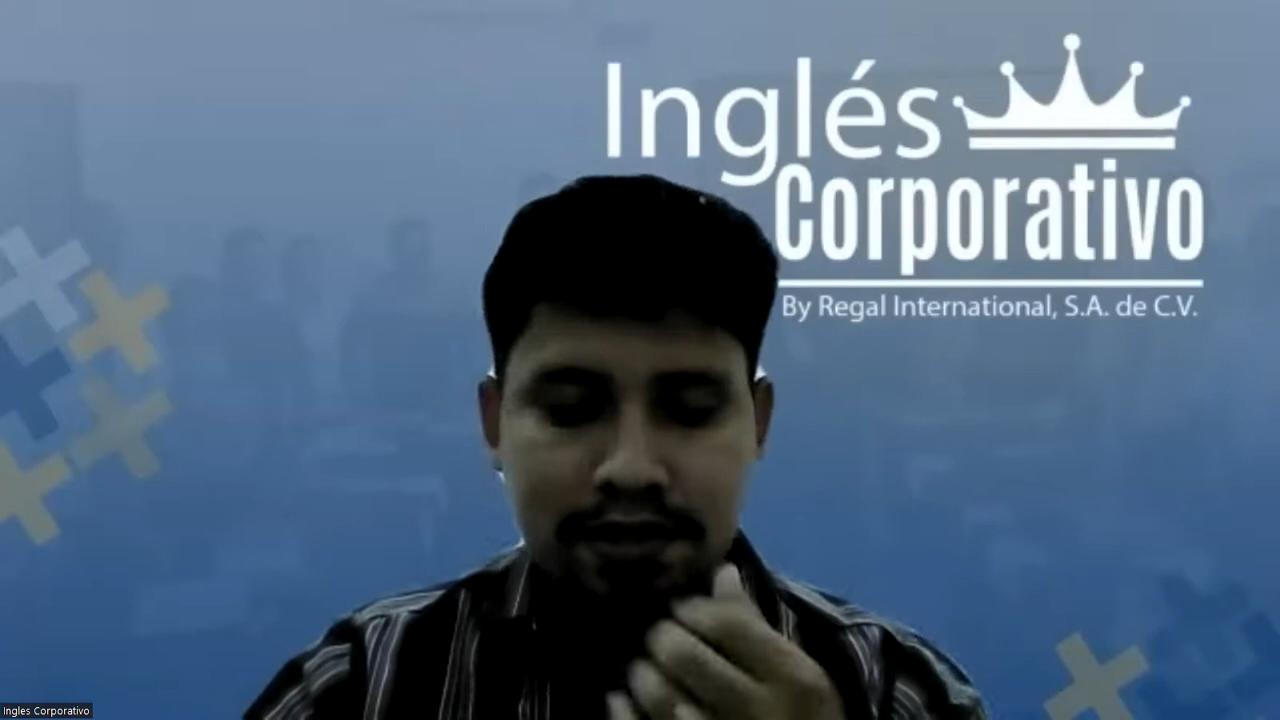 Inglés
Corporativo
By Regal International, S.A. de C.V.
Ingles Corporativo